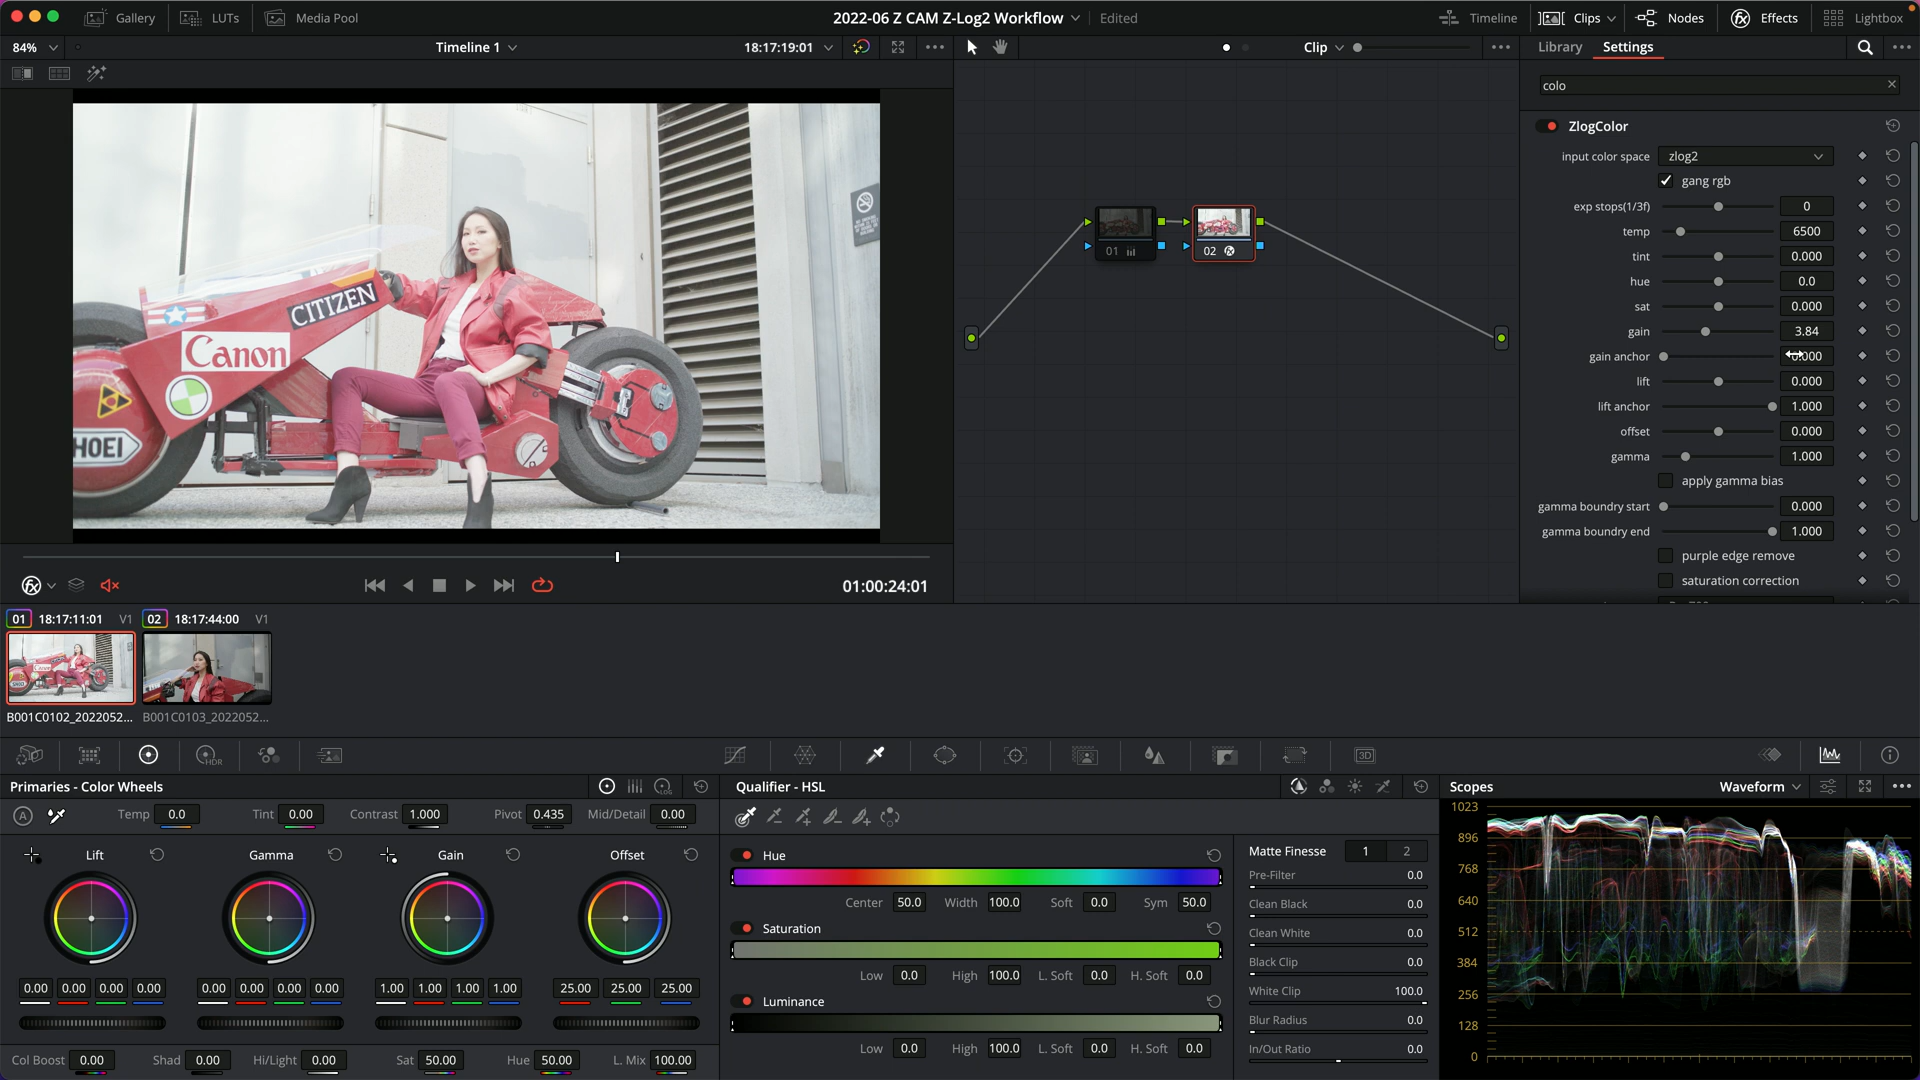 Gallery LUTs Media Pool 2022-06 Z CAM Z-Log2 Workflow Edited Timeline Clips Nodes Effects Lightbox
84% Timeline 1 18:17:19:01 Clip Library Settings
colo
ZlogColor
input color space zlog2
gang rgb
exp stops(1/3f) 0
temp 6500
tint 0.000
hue 0.0
sat 0.000
gain 3.84
gain anchor 0.000
lift 0.000
lift anchor 1.000
offset 0.000
gamma 1.000
apply gamma bias
gamma boundry start 0.000
gamma boundry end 1.000
purple edge remove
saturation correction
CITIZEN
Canon
HOEI
01 02
01:00:24:01
01 18:17:11:01 V1 02 18:17:44:00 V1
B001C0102_2022052... B001C0103_2022052...
HDR 3D
Primaries - Color Wheels LOG
A Temp 0.0 Tint 0.00 Contrast 1.000 Pivot 0.435 Mid/Detail 0.00
Lift Gamma Gain Offset
0.00 0.00 0.00 0.00 0.00 0.00 0.00 0.00 1.00 1.00 1.00 1.00 25.00 25.00 25.00
Col Boost 0.00 Shad 0.00 Hi/Light 0.00 Sat 50.00 Hue 50.00 L. Mix 100.00
Qualifier - HSL
Hue
Center 50.0 Width 100.0 Soft 0.0 Sym 50.0
Saturation
Low 0.0 High 100.0 L. Soft 0.0 H. Soft 0.0
Luminance
Low 0.0 High 100.0 L. Soft 0.0 H. Soft 0.0
Matte Finesse 1 2
Pre-Filter 0.0
Clean Black 0.0
Clean White 0.0
Black Clip 0.0
White Clip 100.0
Blur Radius 0.0
In/Out Ratio 0.0
Scopes Waveform
1023
896
768
640
512
384
256
128
0